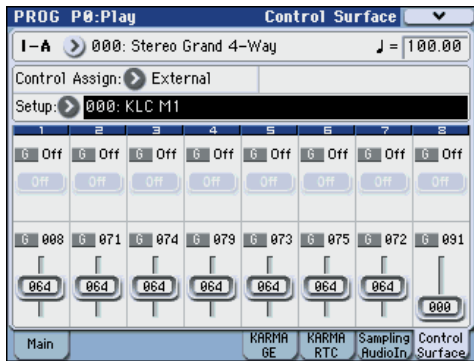 PROG P0:Play Control Surface
I-A 000: Stereo Grand 4-Way ♩= 100.00
Control Assign: External
Setup: 000: KLC M1
1 2 3 4 5 6 7 8
G Off G Off G Off G Off G Off G Off G Off G Off
Off Off Off Off Off Off Off Off
G 008 G 071 G 074 G 079 G 073 G 075 G 072 G 091
064 064 064 064 064 064 064 000
Main KARMA GE KARMA RTC Sampling AudioIn Control Surface